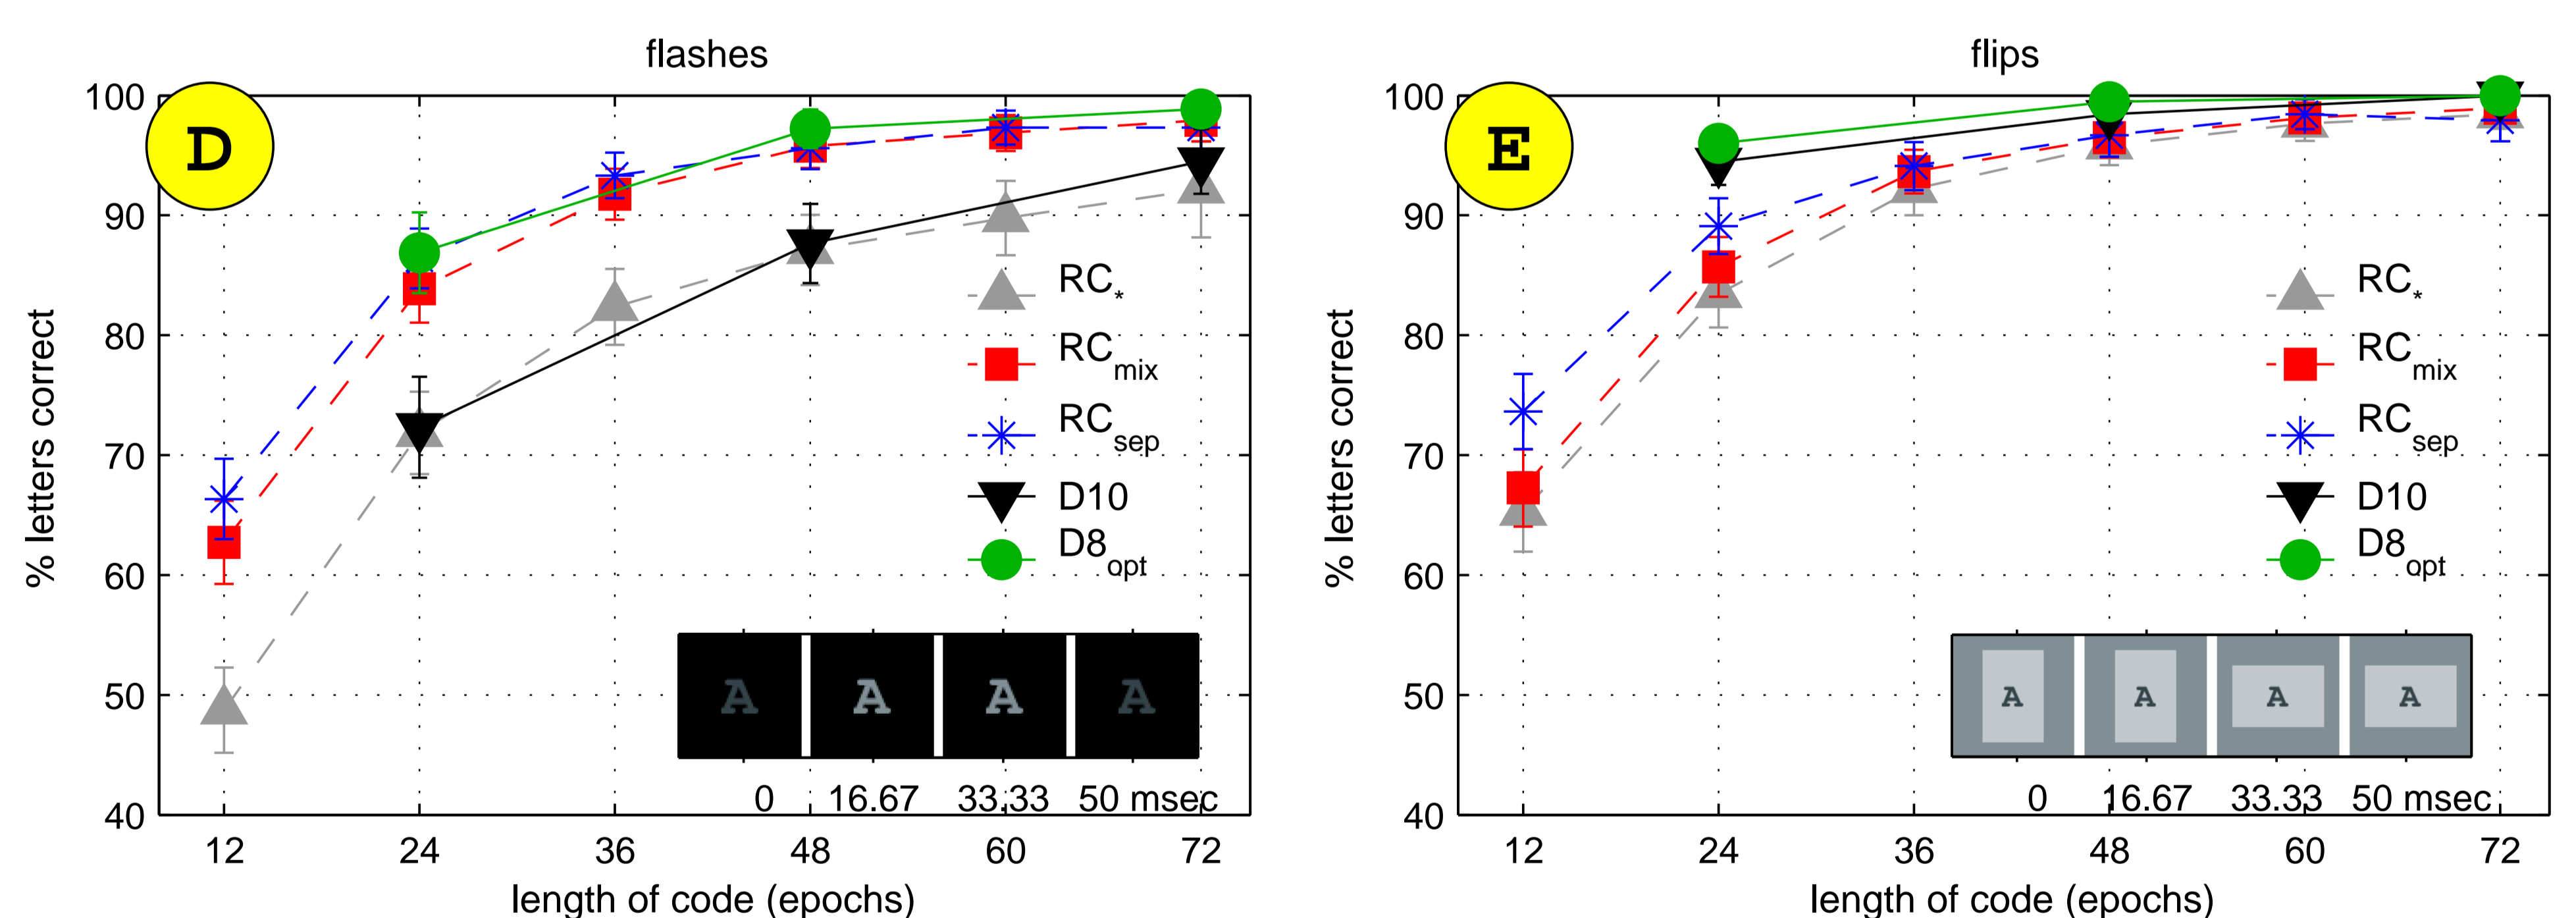 flashes
D
100
90
80
70
60
50
40
% letters correct
RC*
RCmix
RCsep
D10
D8opt
A A A A
0 16.67 33.33 50 msec
12 24 36 48 60 72
length of code (epochs)
flips
E
100
90
80
70
60
50
40
% letters correct
RC*
RCmix
RCsep
D10
D8opt
A A A A
0 16.67 33.33 50 msec
12 24 36 48 60 72
length of code (epochs)